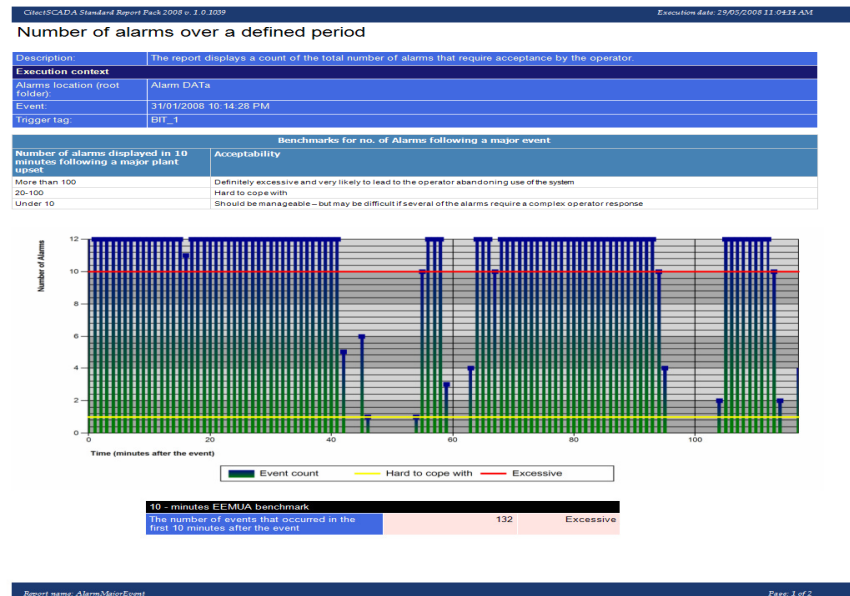 CitectSCADA Standard Report Pack 2008 v. 1.0.1039
Execution date: 29/05/2008 11:04:14 AM
Number of alarms over a defined period
Description: The report displays a count of the total number of alarms that require acceptance by the operator.
Execution context
Alarms location (root
folder): Alarm DATa
Event: 31/01/2008 10:14:28 PM
Trigger tag: BIT_1
Benchmarks for no. of Alarms following a major event
Number of alarms displayed in 10
minutes following a major plant
upset
Acceptability
More than 100 Definitely excessive and very likely to lead to the operator abandoning use of the system
20-100 Hard to cope with
Under 10 Should be manageable – but may be difficult if several of the alarms require a complex operator response
Number of Alarms
12
10
8
6
4
2
0
0 20 40 60 80 100
Time (minutes after the event)
Event count Hard to cope with Excessive
10 - minutes EEMUA benchmark
The number of events that occurred in the
first 10 minutes after the event
132 Excessive
Report name: AlarmMajorEvent
Page: 1 of 2